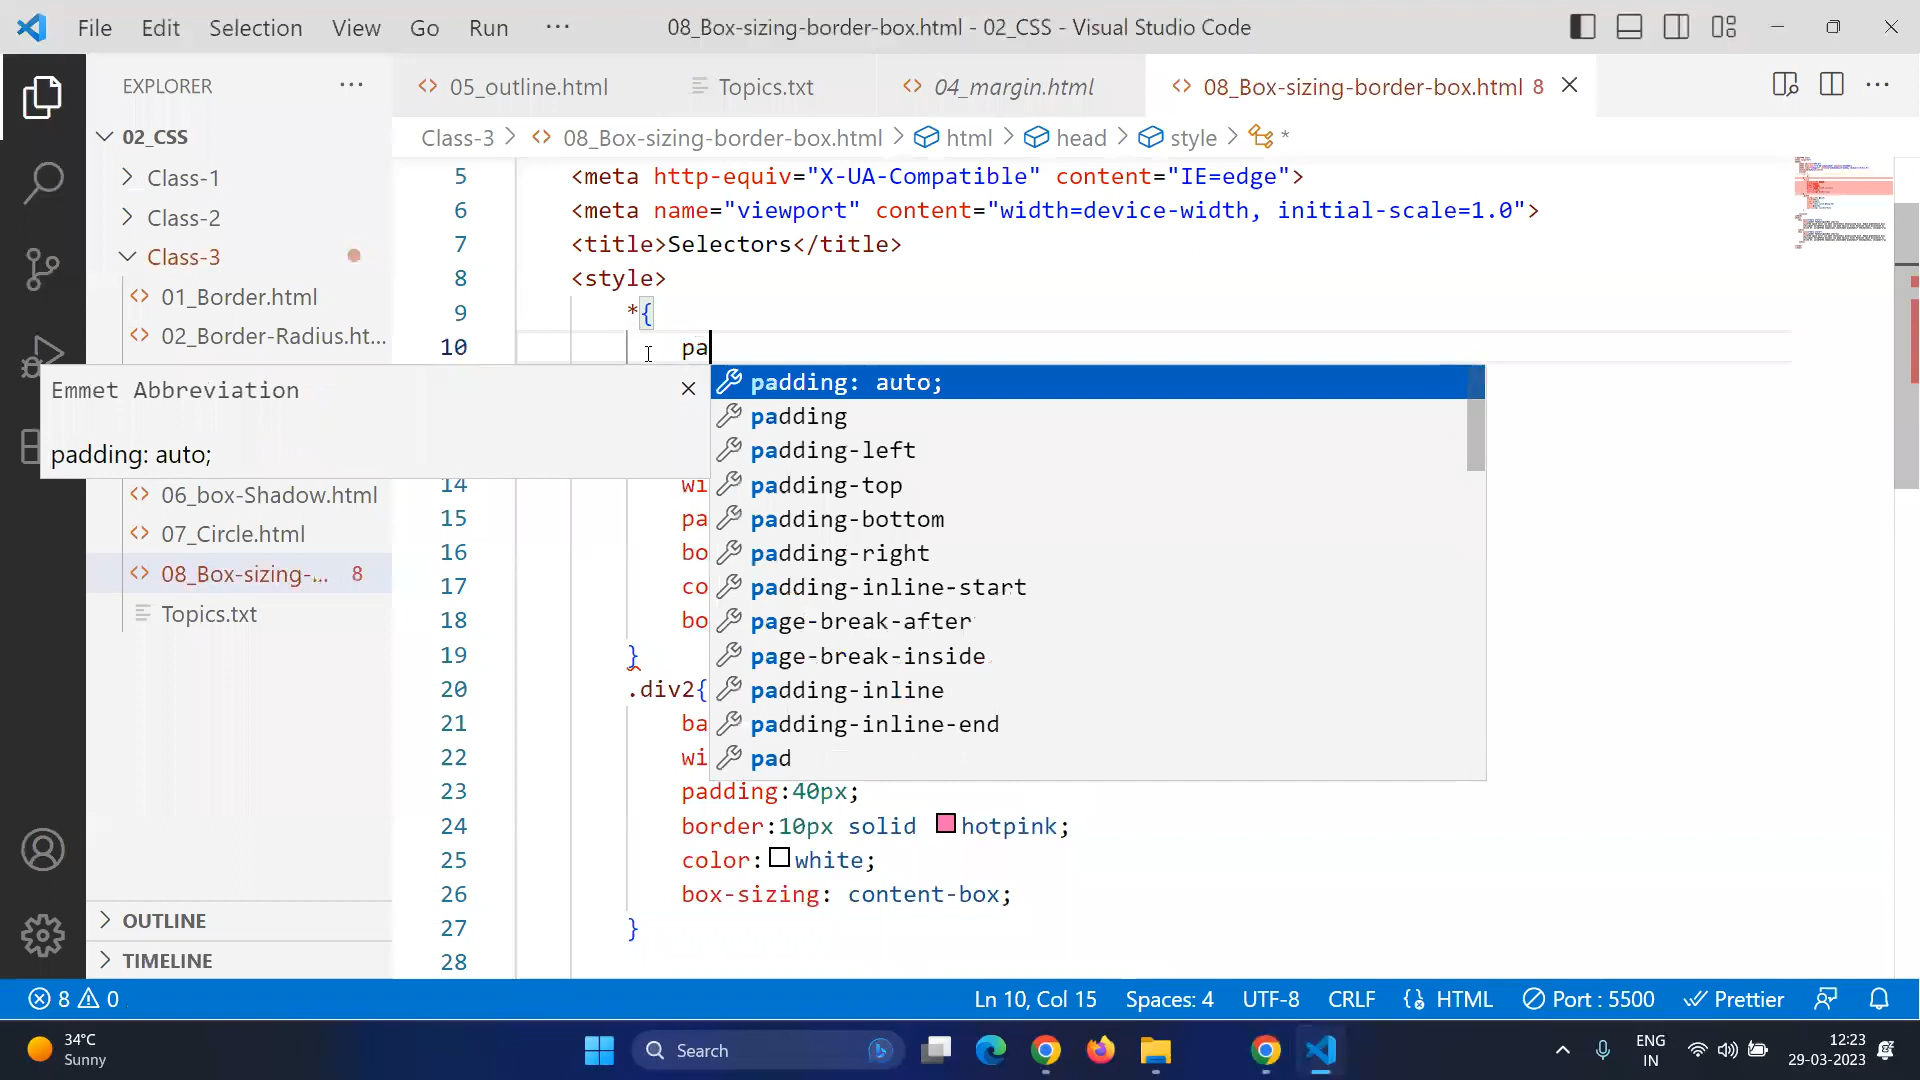 File Edit Selection View Go Run ··· 08_Box-sizing-border-box.html - 02_CSS - Visual Studio Code
EXPLORER ···
05_outline.html Topics.txt 04_margin.html 08_Box-sizing-border-box.html 8
Class-3 > 08_Box-sizing-border-box.html > html > head > style > *
02_CSS
Class-1
Class-2
Class-3
01_Border.html
02_Border-Radius.ht...
06_box-Shadow.html
07_Circle.html
08_Box-sizing-... 8
Topics.txt
OUTLINE
TIMELINE
5 <meta http-equiv="X-UA-Compatible" content="IE=edge">
6 <meta name="viewport" content="width=device-width, initial-scale=1.0">
7 <title>Selectors</title>
8 <style>
9 *{
10 pa
Emmet Abbreviation
padding: auto;
padding: auto;
padding
padding-left
padding-top
padding-bottom
padding-right
padding-inline-start
page-break-after
page-break-inside
padding-inline
padding-inline-end
pad
14 wi
15 pa
16 bo
17 co
18 bo
19 }
20 .div2{
21 ba
22 wi
23 padding:40px;
24 border:10px solid hotpink;
25 color:white;
26 box-sizing: content-box;
27 }
28
8 0 Ln 10, Col 15 Spaces: 4 UTF-8 CRLF HTML Port : 5500 Prettier
34°C
Sunny
Search
ENG
IN
12:23
29-03-2023